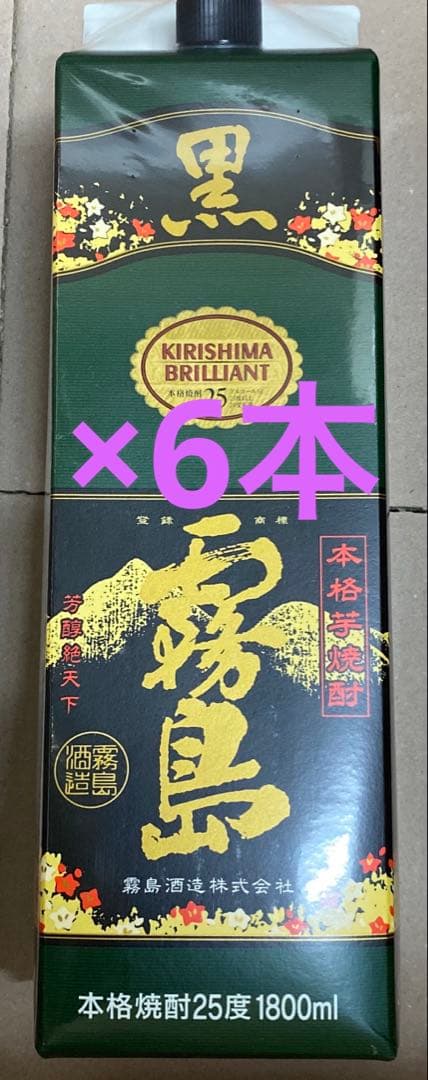 黒
KIRISHIMA
BRILLIANT
本格焼酎 25
×6本
登録 商標
霧島
本格芋焼酎
芳醇絶天下
霧島
酒造
霧島酒造株式会社
本格焼酎25度1800ml